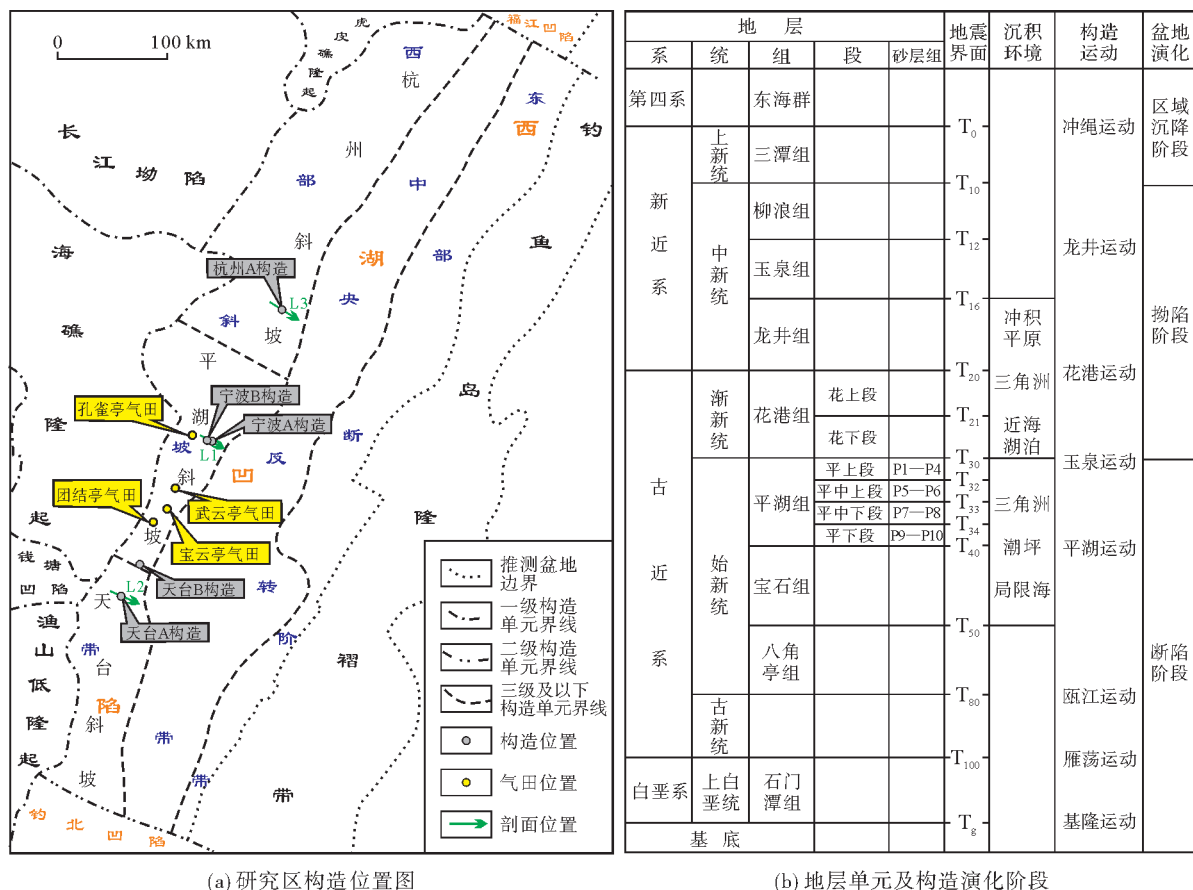 0 100 km
虎皮礁隆起
福江凹陷
西部斜坡带
杭州斜坡
东部断阶带
西湖凹陷
钓鱼岛隆褶带
长江坳陷
中央反转带
海礁隆起
杭州A构造
L3
平湖斜坡
宁波B构造
宁波A构造
孔雀亭气田
L1
团结亭气田
武云亭气田
宝云亭气田
钱塘凹陷
天台B构造
L2
天台A构造
天台斜坡
渔山低隆起
钓北凹陷
推测盆地
边界
一级构造
单元界线
二级构造
单元界线
三级及以下
构造单元界线
构造位置
气田位置
剖面位置
(a) 研究区构造位置图
地层
地震界面
沉积环境
构造运动
盆地演化
系 统 组 段 砂层组
第四系 东海群
T0
冲绳运动
区域沉降阶段
新近系
上新统 三潭组
T10
中新统
柳浪组
T12
龙井运动
玉泉组
T16
拗陷阶段
龙井组
冲积平原
T20
花港运动
古近系
渐新统 花港组
花上段
三角洲
T21
花下段
近海湖泊
T30
玉泉运动
始新统
平湖组
平上段 P1—P4
T32
平中上段 P5—P6
T33
三角洲
平中下段 P7—P8
T34
平下段 P9—P10
T40
潮坪
平湖运动
宝石组
局限海
T50
八角亭组
断陷阶段
T80
瓯江运动
古新统
T100
雁荡运动
白垩系 上白垩统 石门潭组
Tg
基隆运动
基底
(b) 地层单元及构造演化阶段